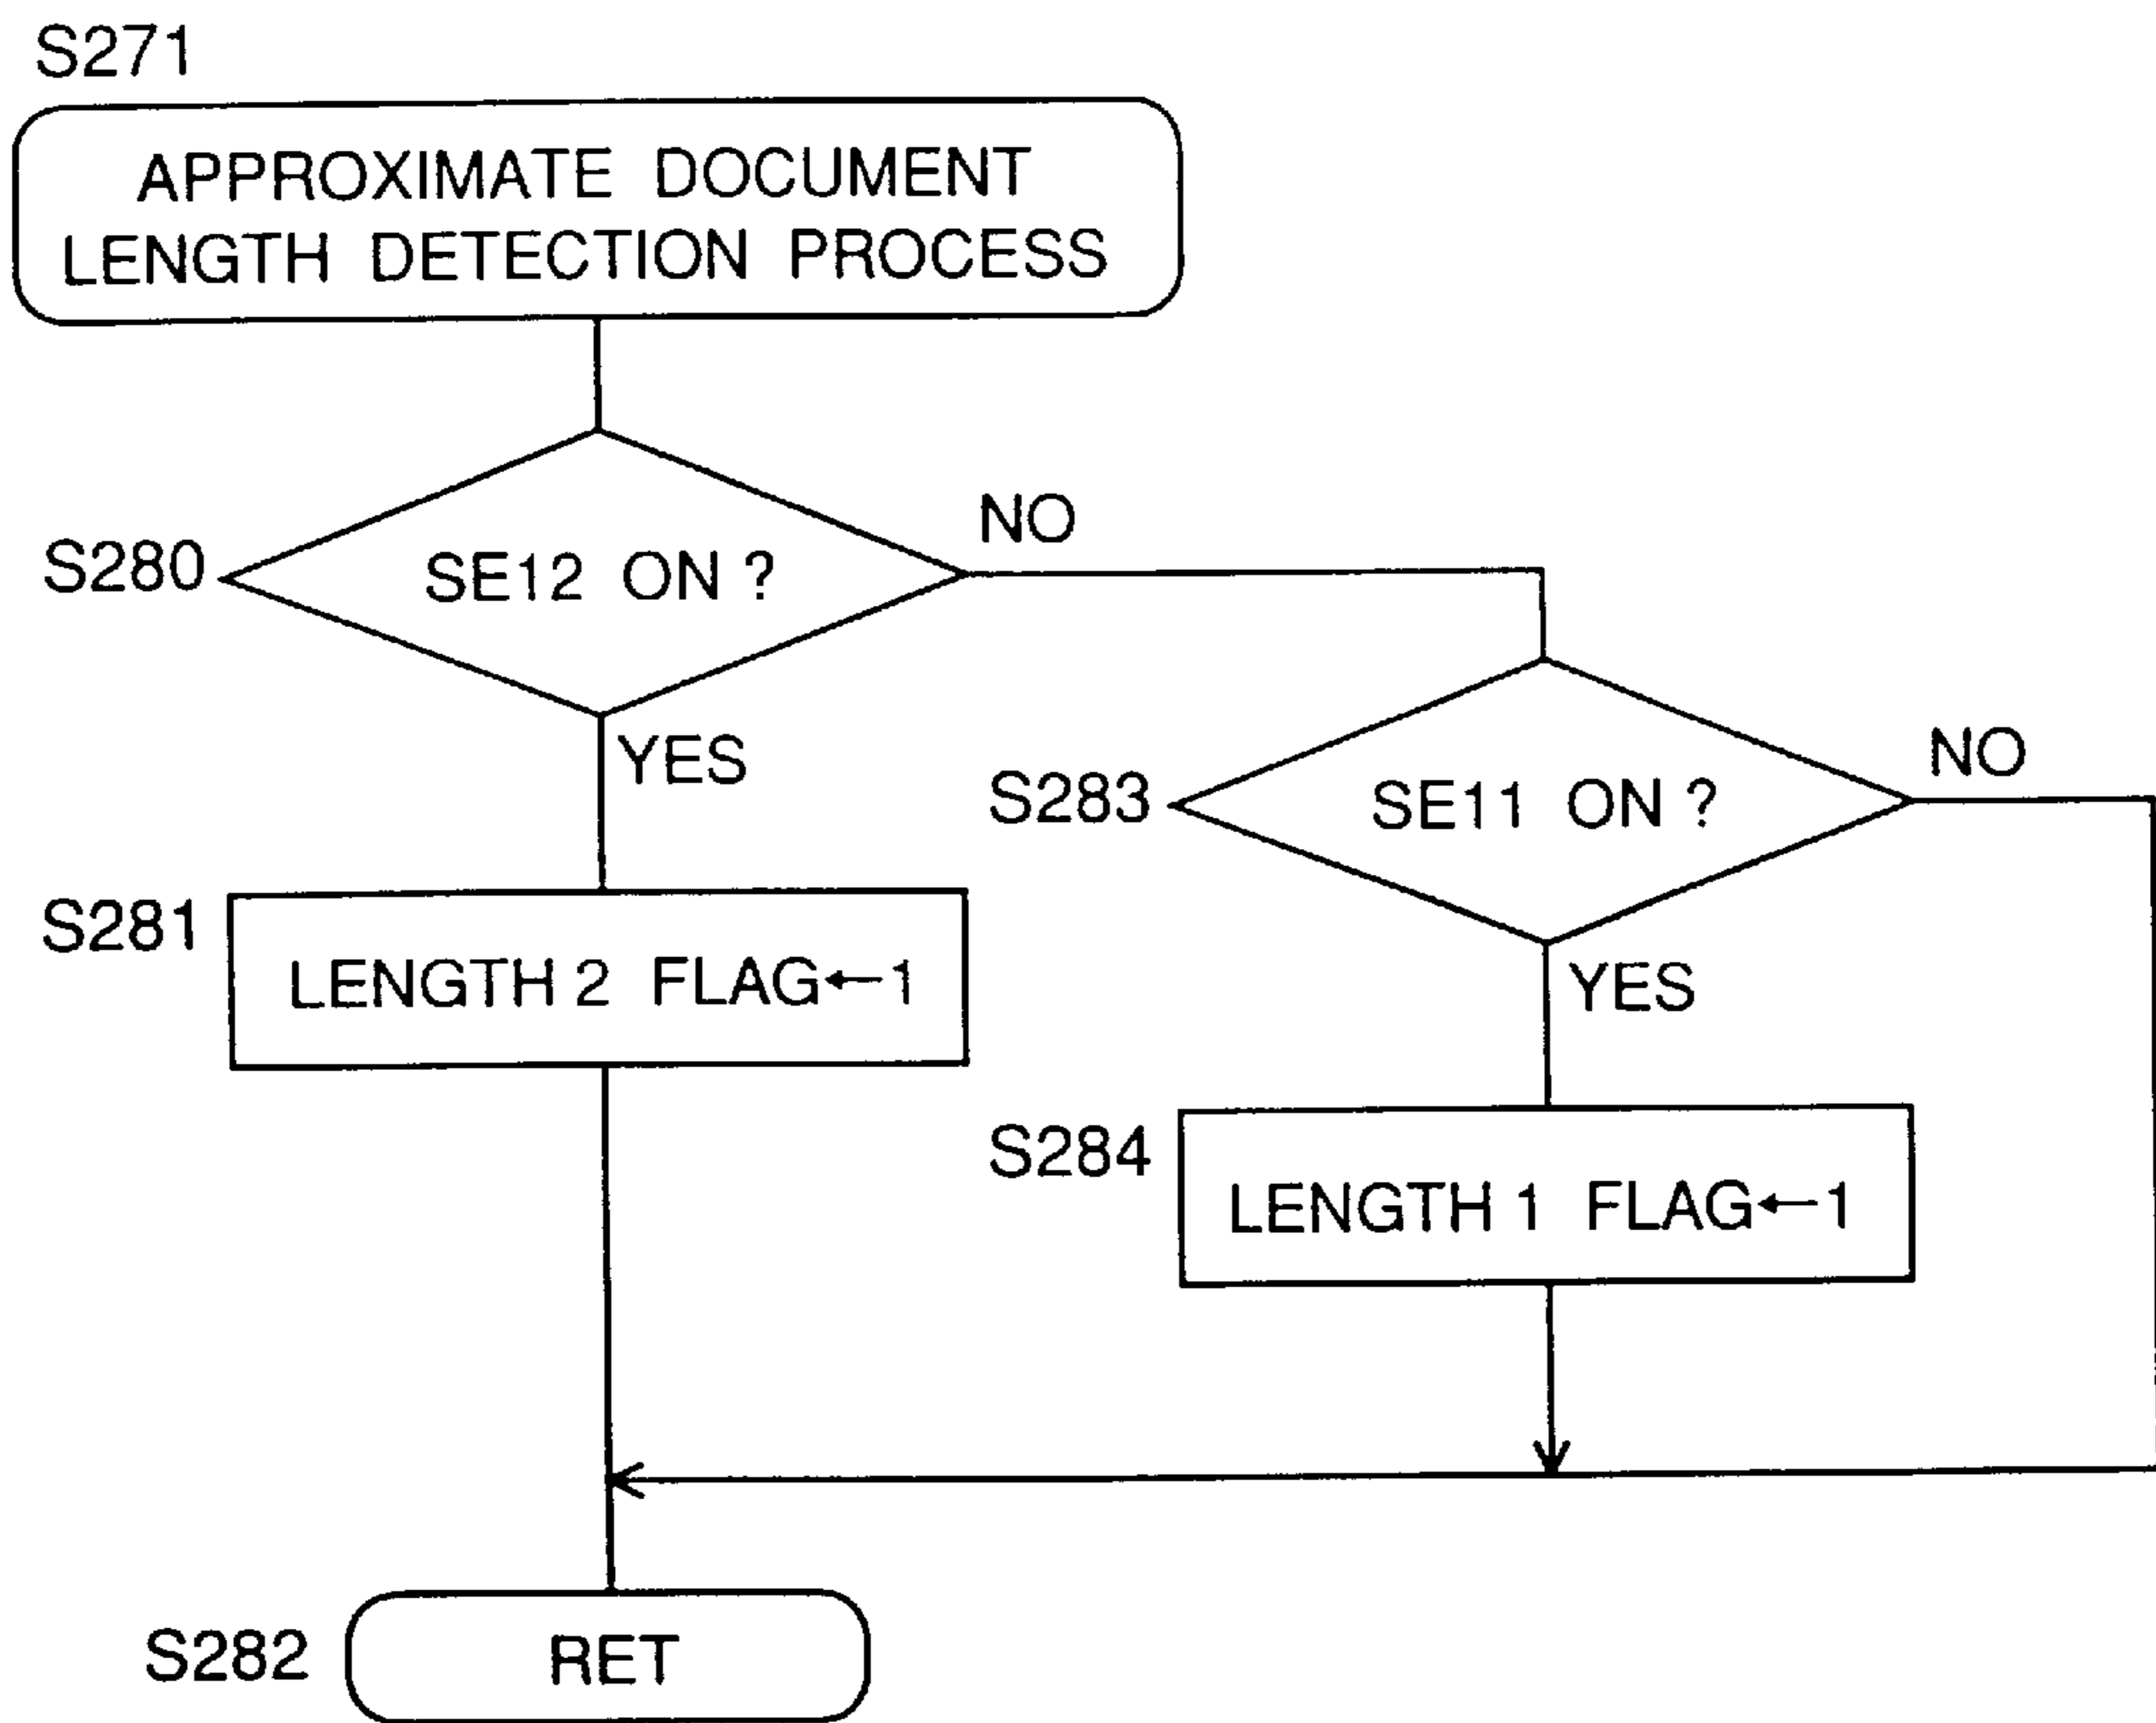 S271
APPROXIMATE DOCUMENT
LENGTH DETECTION PROCESS
S280
SE12 ON ?
NO
YES
S283
SE11 ON ?
NO
YES
S281
LENGTH 2 FLAG←1
S284
LENGTH 1 FLAG←1
S282
RET